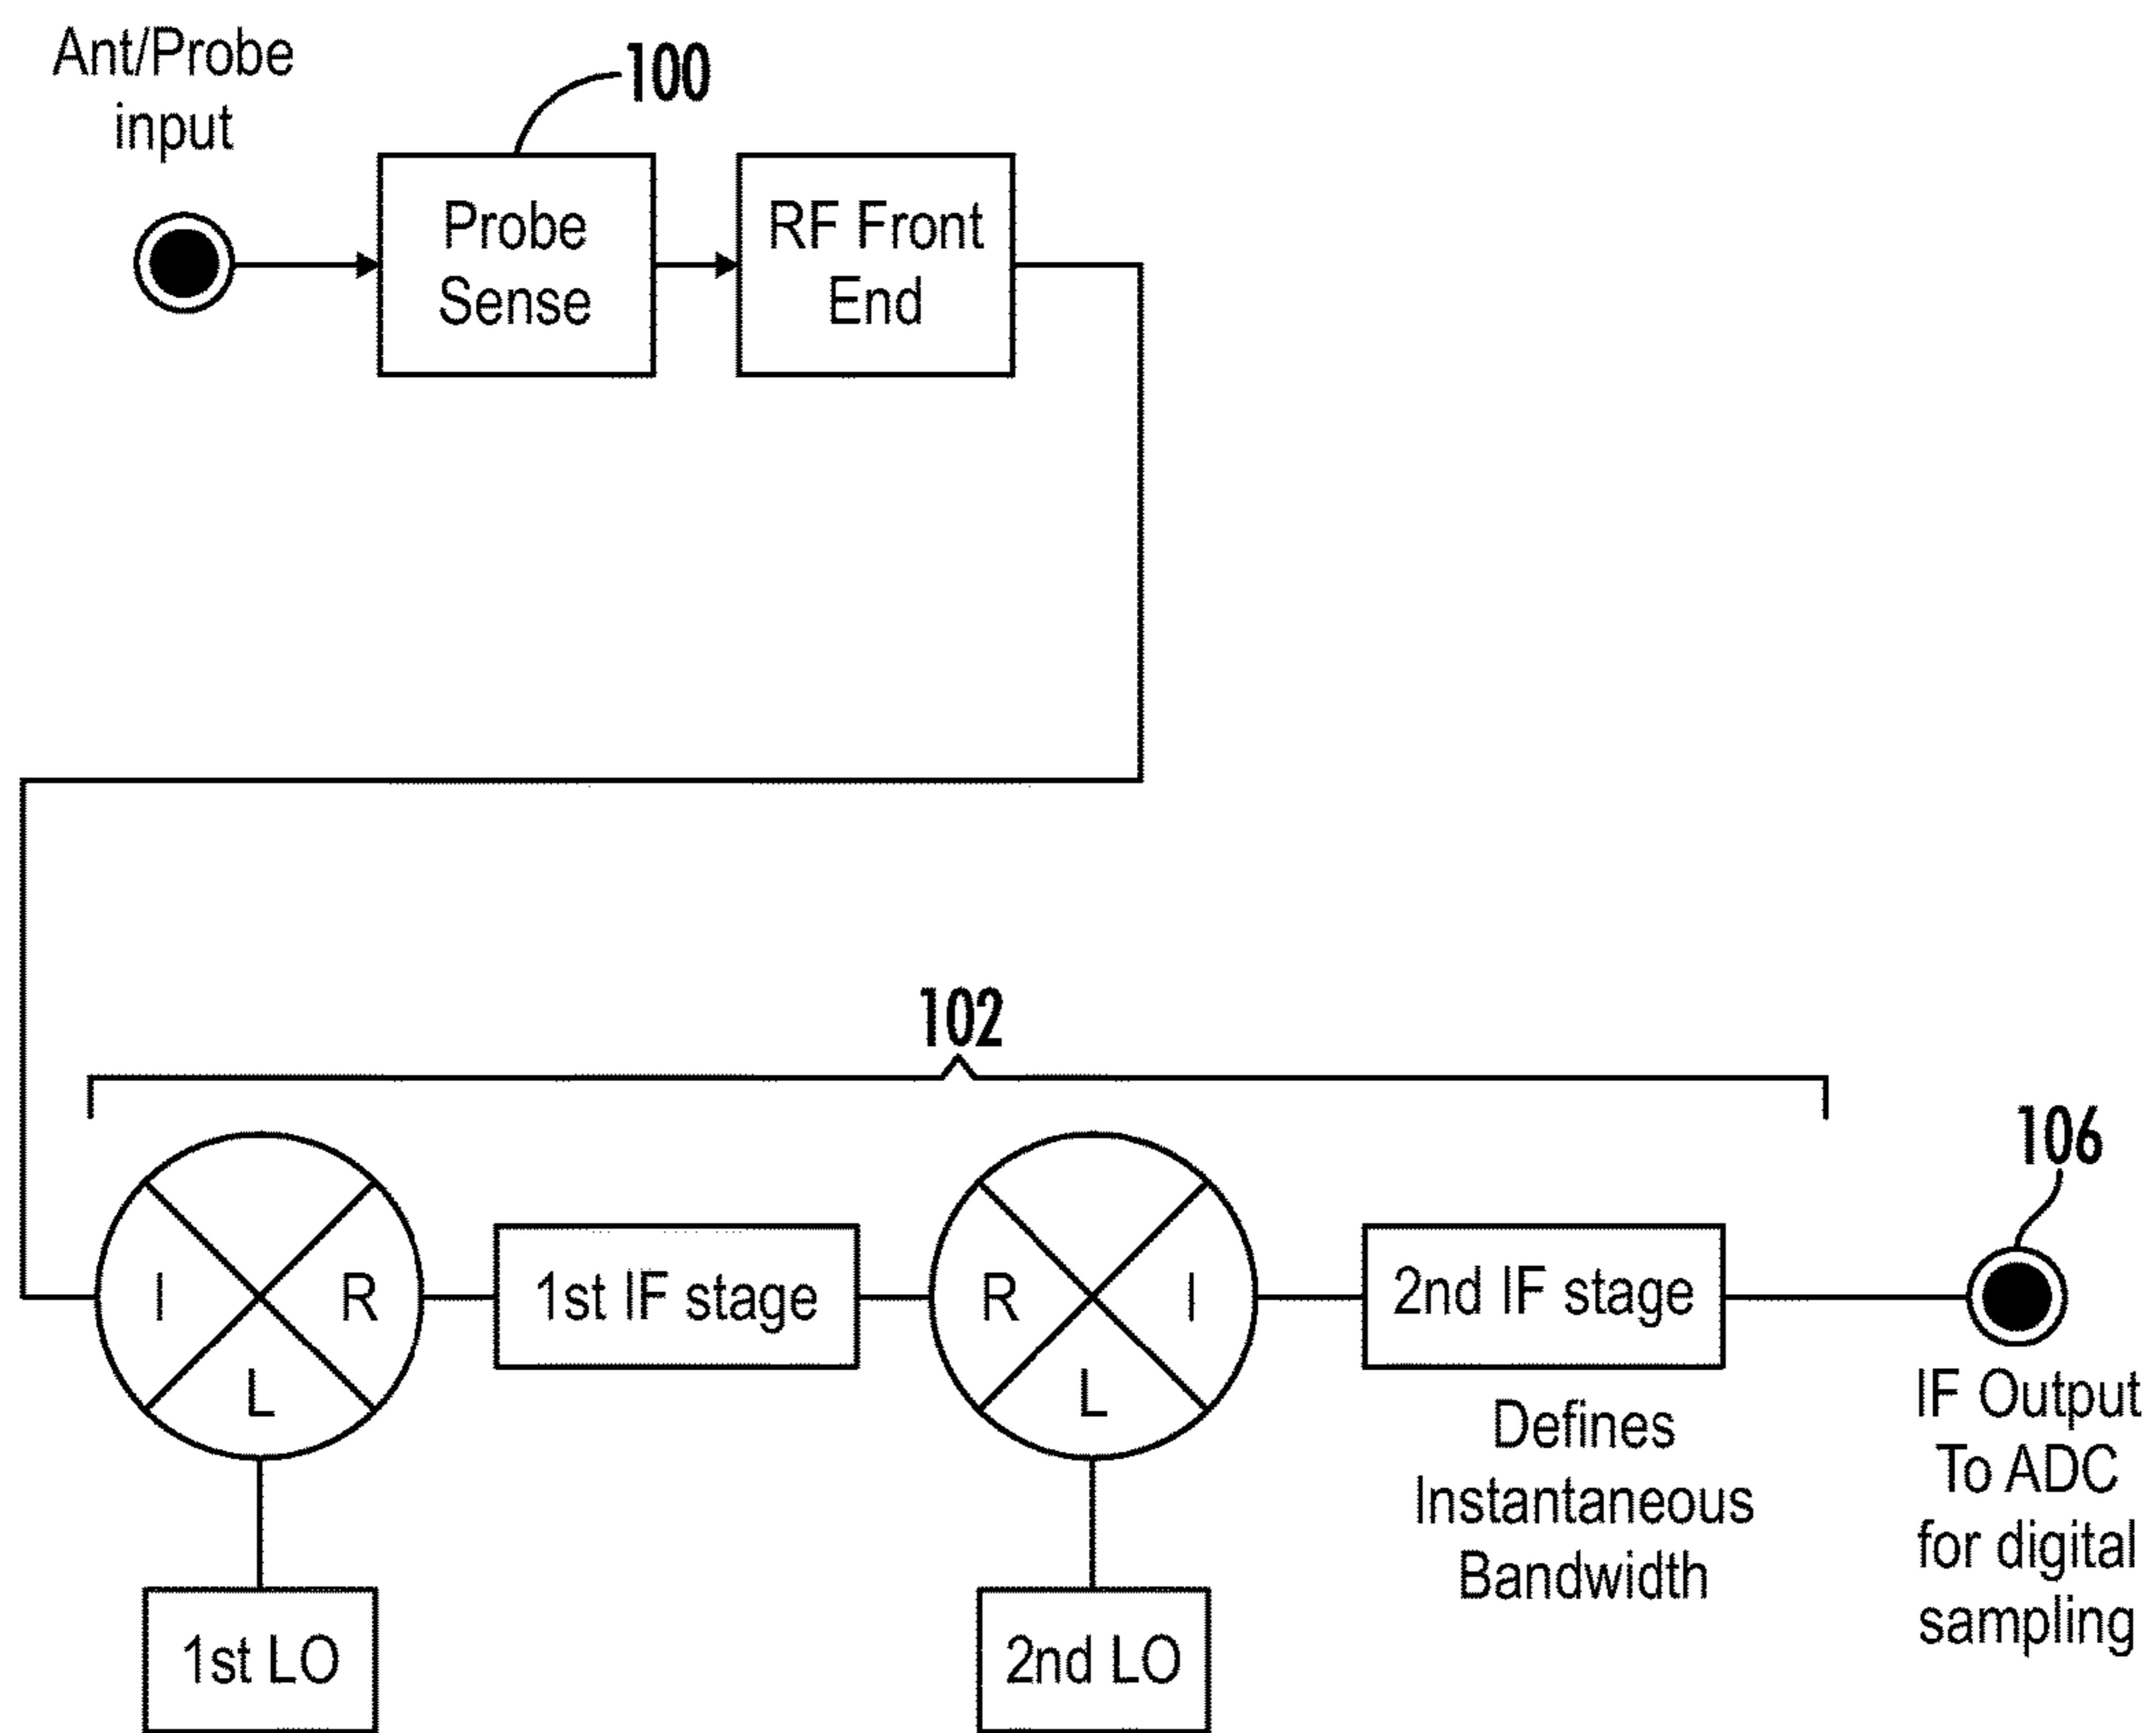 Ant/Probe
input
100
Probe
Sense
RF Front
End
102
106
I
R
L
1st IF stage
R
I
L
2nd IF stage
Defines
Instantaneous
Bandwidth
IF Output
To ADC
for digital
sampling
1st LO
2nd LO